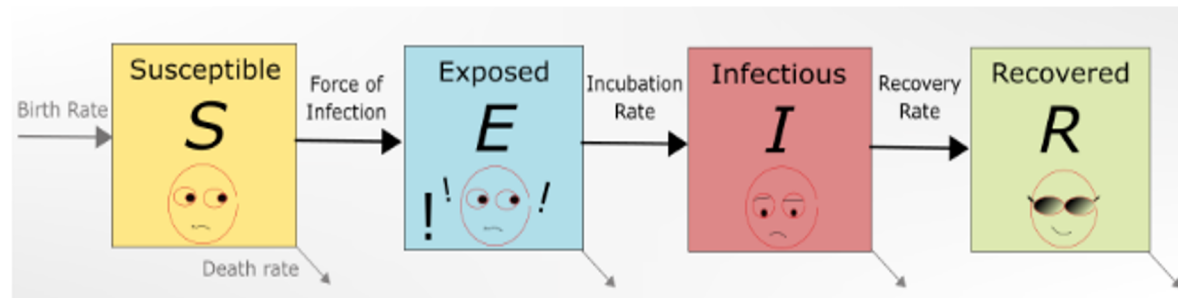 Birth Rate
Susceptible
S
Death rate
Force of
Infection
Exposed
E
! ! !
Incubation
Rate
Infectious
I
Recovery
Rate
Recovered
R